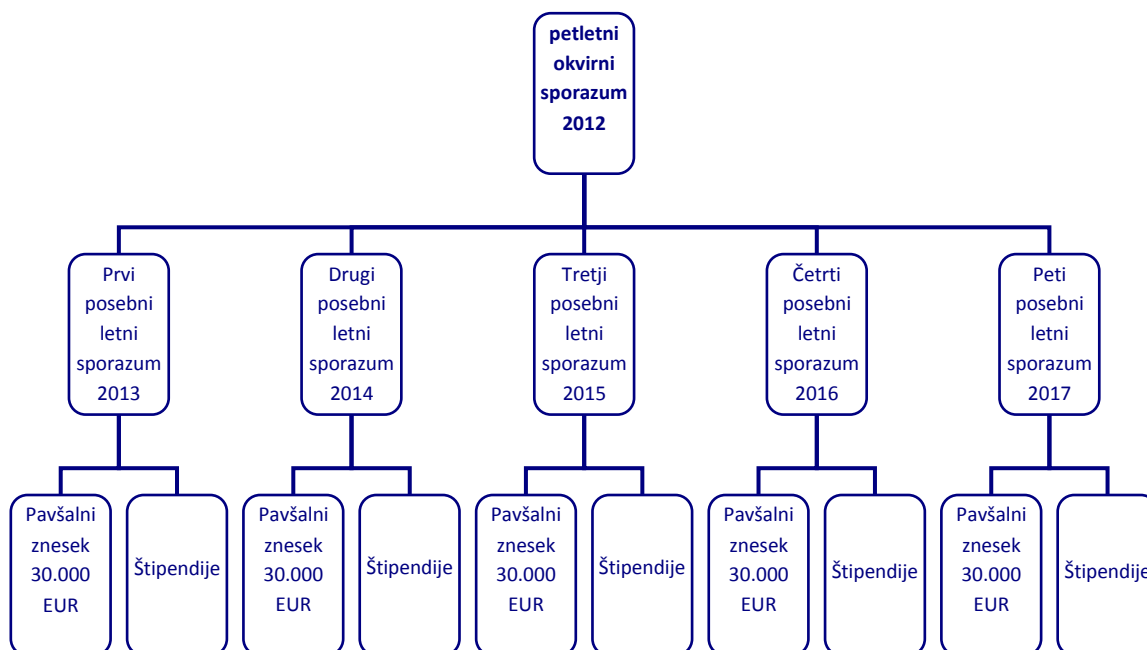 petletni
okvirni
sporazum
2012
Prvi
posebni
letni
sporazum
2013
Drugi
posebni
letni
sporazum
2014
Tretji
posebni
letni
sporazum
2015
Četrti
posebni
letni
sporazum
2016
Peti
posebni
letni
sporazum
2017
Pavšalni
znesek
30.000
EUR
Štipendije
Pavšalni
znesek
30.000
EUR
Štipendije
Pavšalni
znesek
30.000
EUR
Štipendije
Pavšalni
znesek
30.000
EUR
Štipendije
Pavšalni
znesek
30.000
EUR
Štipendije